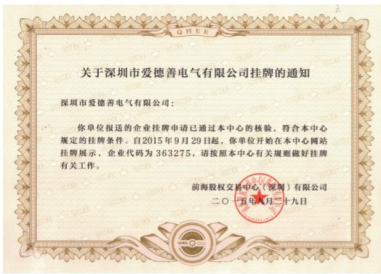 QHEE
关于深圳市爱德善电气有限公司挂牌的通知
深圳市爱德善电气有限公司：
你单位报送的企业挂牌申请已通过本中心的核验，符合本中心
规定的挂牌条件。自2015年9月29日起，你单位开始在本中心网站
挂牌展示，企业代码为363275，请按照本中心有关规则做好挂牌
有关工作。
前海股权交易中心（深圳）有限公司
二〇一五年九月二十九日